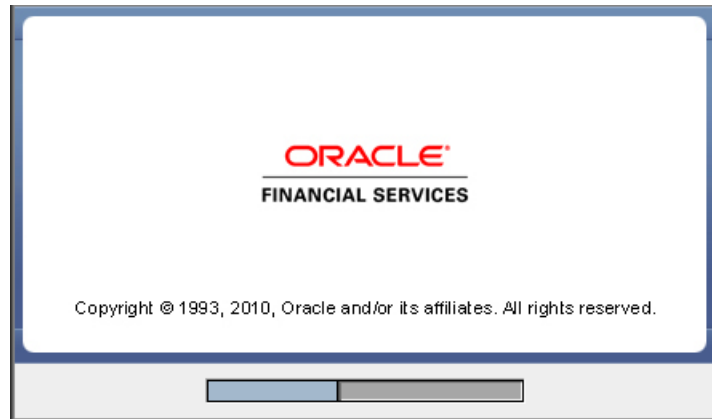 ORACLE®
FINANCIAL SERVICES
Copyright © 1993, 2010, Oracle and/or its affiliates. All rights reserved.